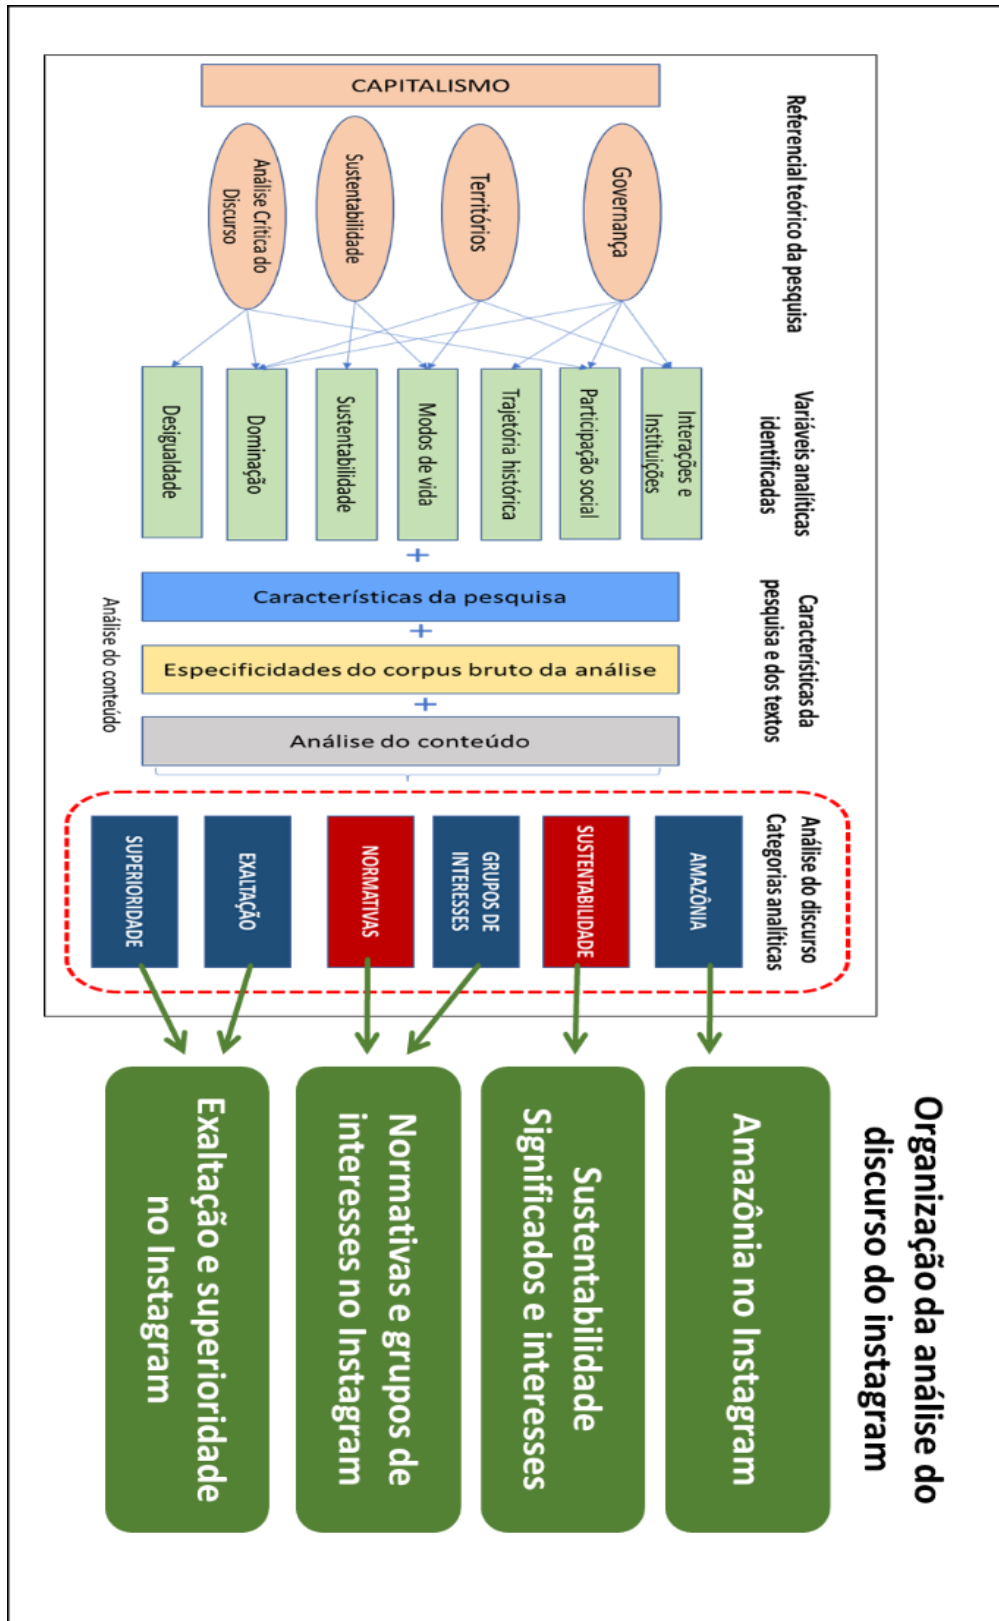 Referencial teórico da pesquisa
CAPITALISMO
Governança
Territórios
Sustentabilidade
Análise Crítica do
Discurso
Variáveis analíticas
identificadas
Interações e
Instituições
Participação social
Trajetória histórica
Modos de vida
Sustentabilidade
Dominação
Desigualdade
+
Características da
pesquisa e dos textos
Características da pesquisa
+
Especificidades do corpus bruto da análise
+
Análise do conteúdo
Análise do conteúdo
Análise do discurso
Categorias analíticas
AMAZÔNIA
SUSTENTABILIDADE
GRUPOS DE
INTERESSES
NORMATIVAS
EXALTAÇÃO
SUPERIORIDADE
Organização da análise do
discurso do instagram
Amazônia no Instagram
Sustentabilidade
Significados e interesses
Normativas e grupos de
interesses no Instagram
Exaltação e superioridade
no Instagram